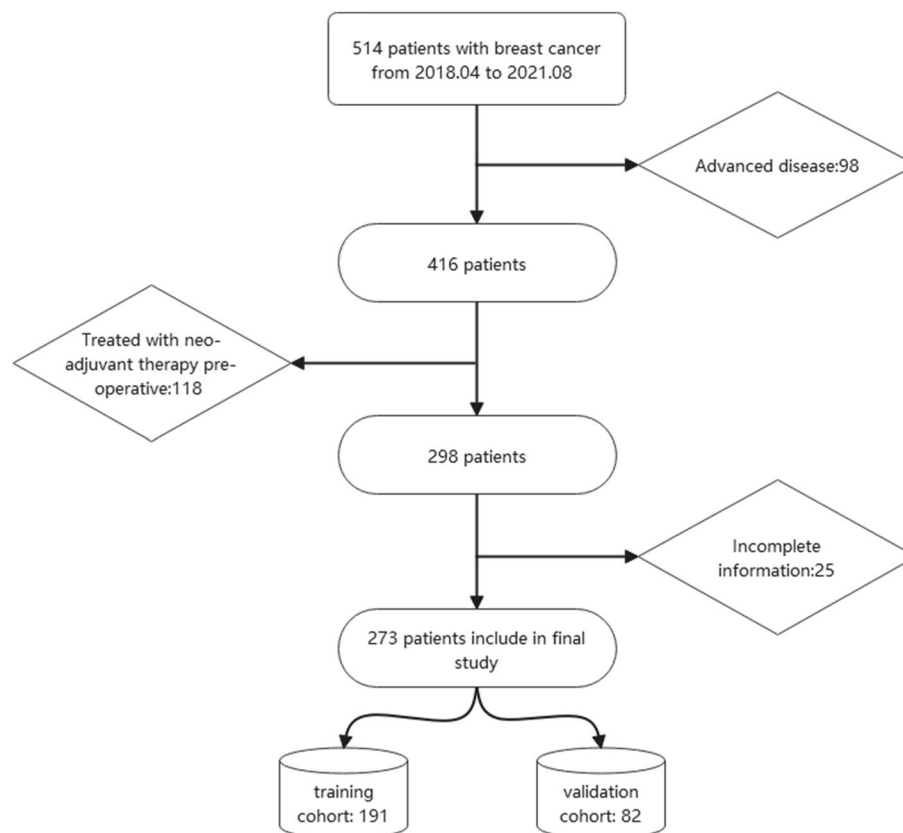 514 patients with breast cancer
from 2018.04 to 2021.08
Advanced disease:98
416 patients
Treated with neo-
adjuvant therapy pre-
operative:118
298 patients
Incomplete
information:25
273 patients include in final
study
training
cohort: 191
validation
cohort: 82